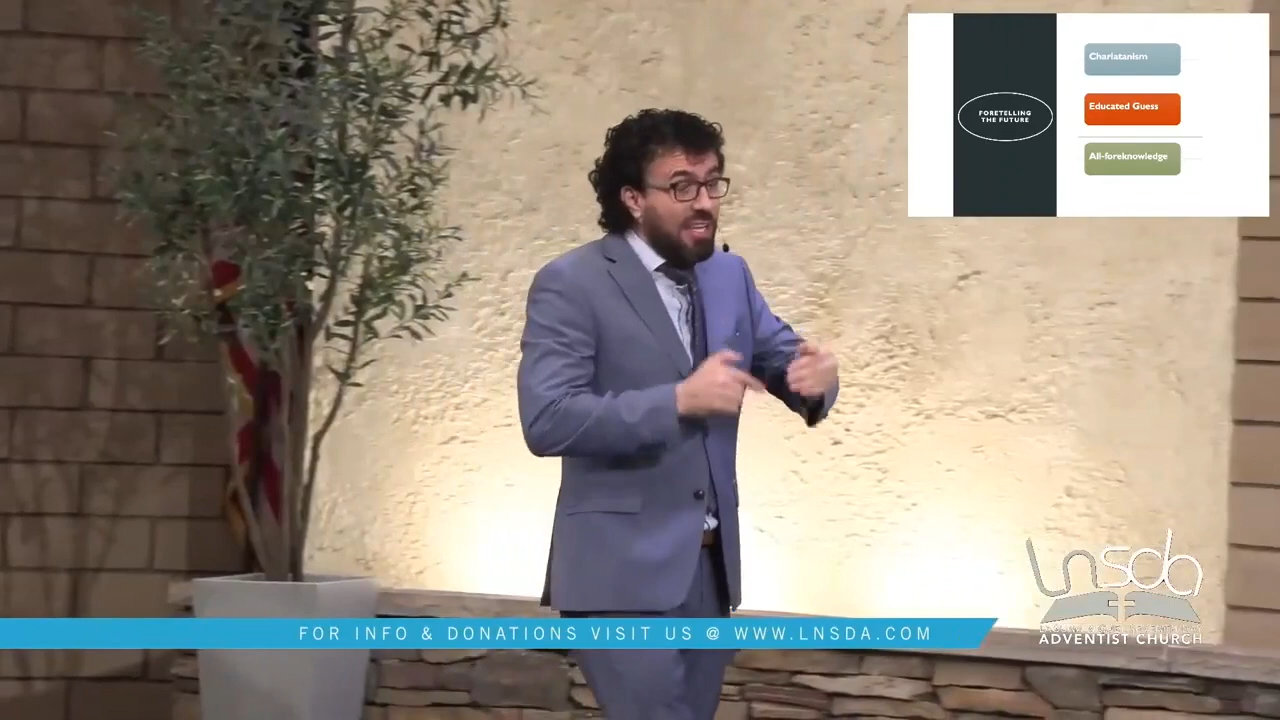 FORETELLING
THE FUTURE
Charlatanism
Educated Guess
All-foreknowledge
FOR INFO & DONATIONS VISIT US @ WWW.LNSDA.COM
lnsda
ADVENTIST CHURCH